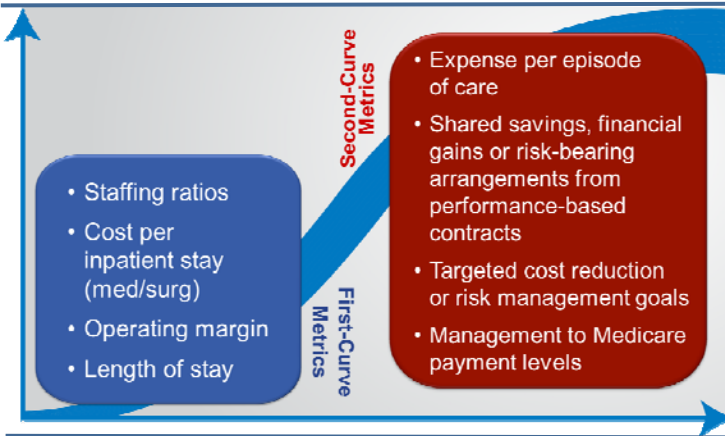 • Staffing ratios
• Cost per
inpatient stay
(med/surg)
• Operating margin
• Length of stay
First-Curve
Metrics
Second-Curve
Metrics
• Expense per episode
of care
• Shared savings, financial
gains or risk-bearing
arrangements from
performance-based
contracts
• Targeted cost reduction
or risk management goals
• Management to Medicare
payment levels